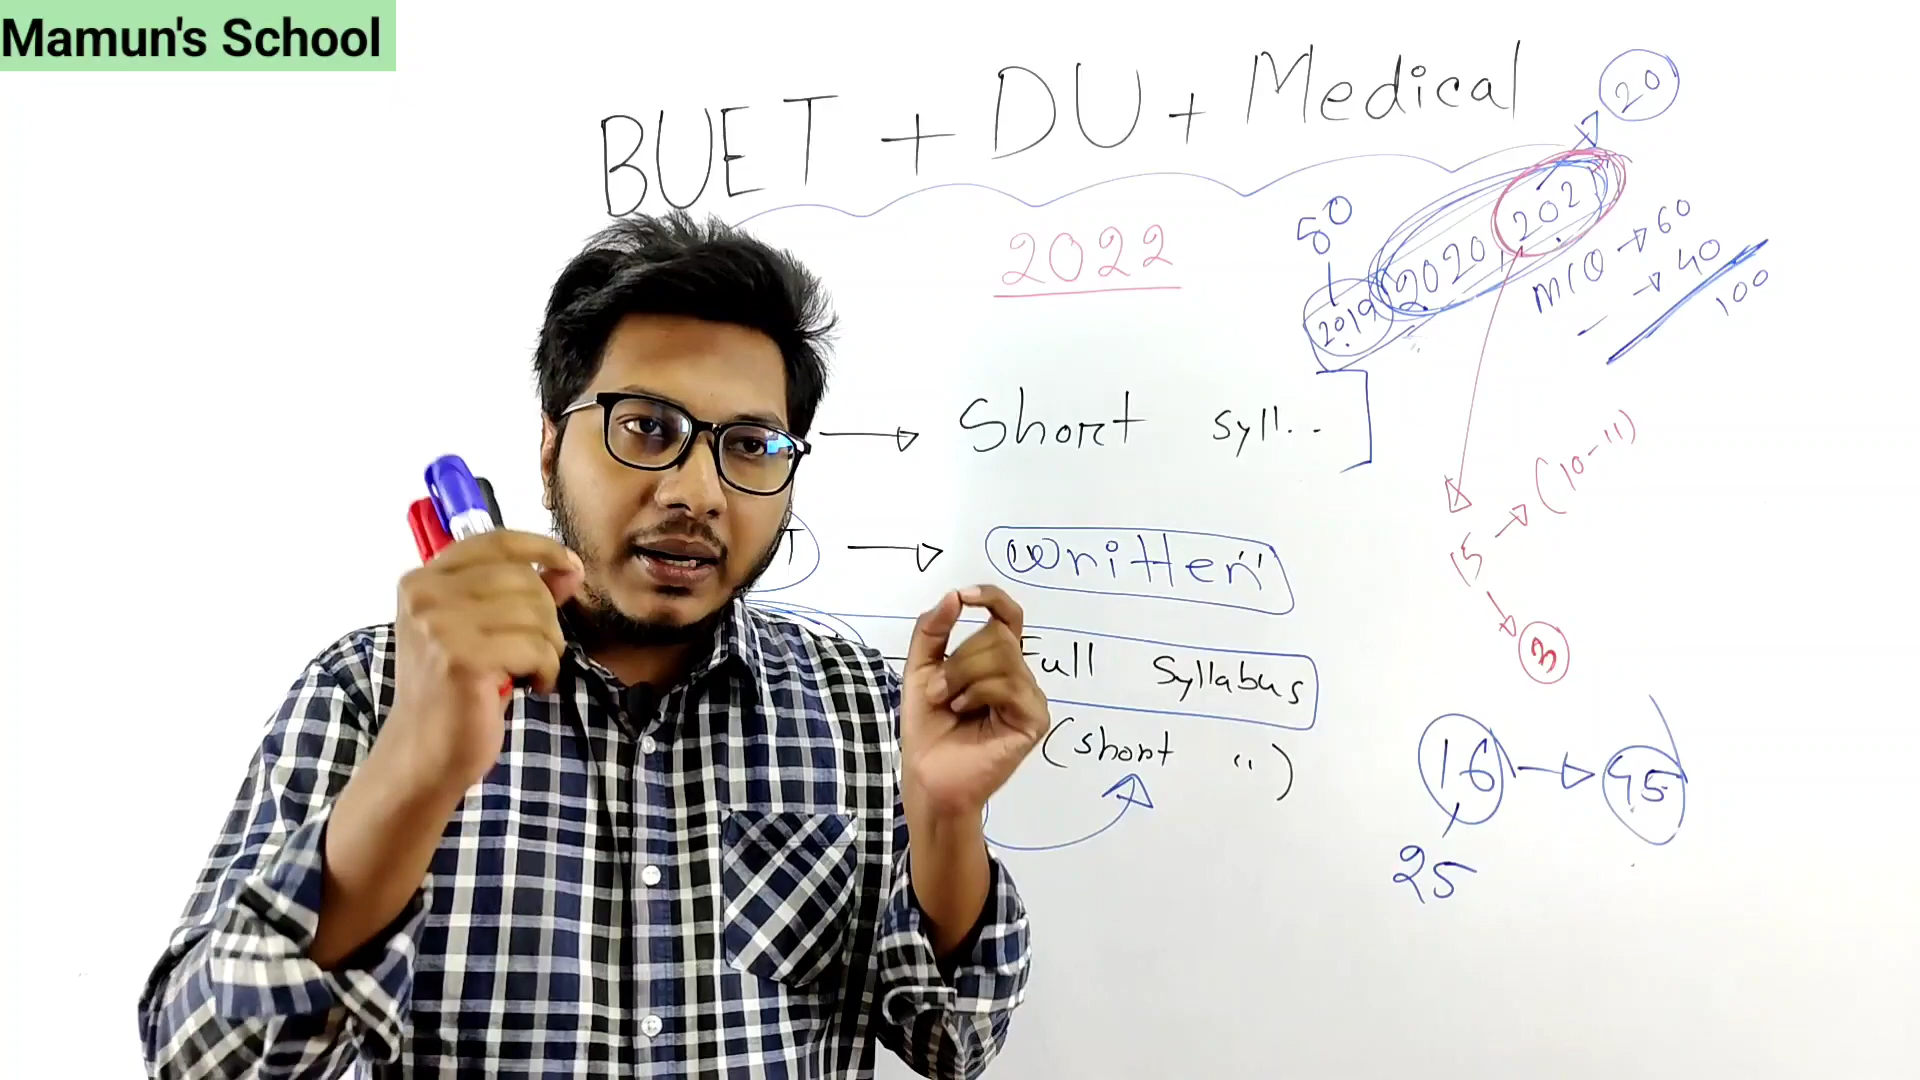 Mamun's School
BUET + DU + Medical
20
2022
80
2019 2020, 2021
MCQ → 60
→ 40
100
→ Short Syll..
T → Written
Full Syllabus
(short ")
15 → (10-11)
3
16 → 45
25